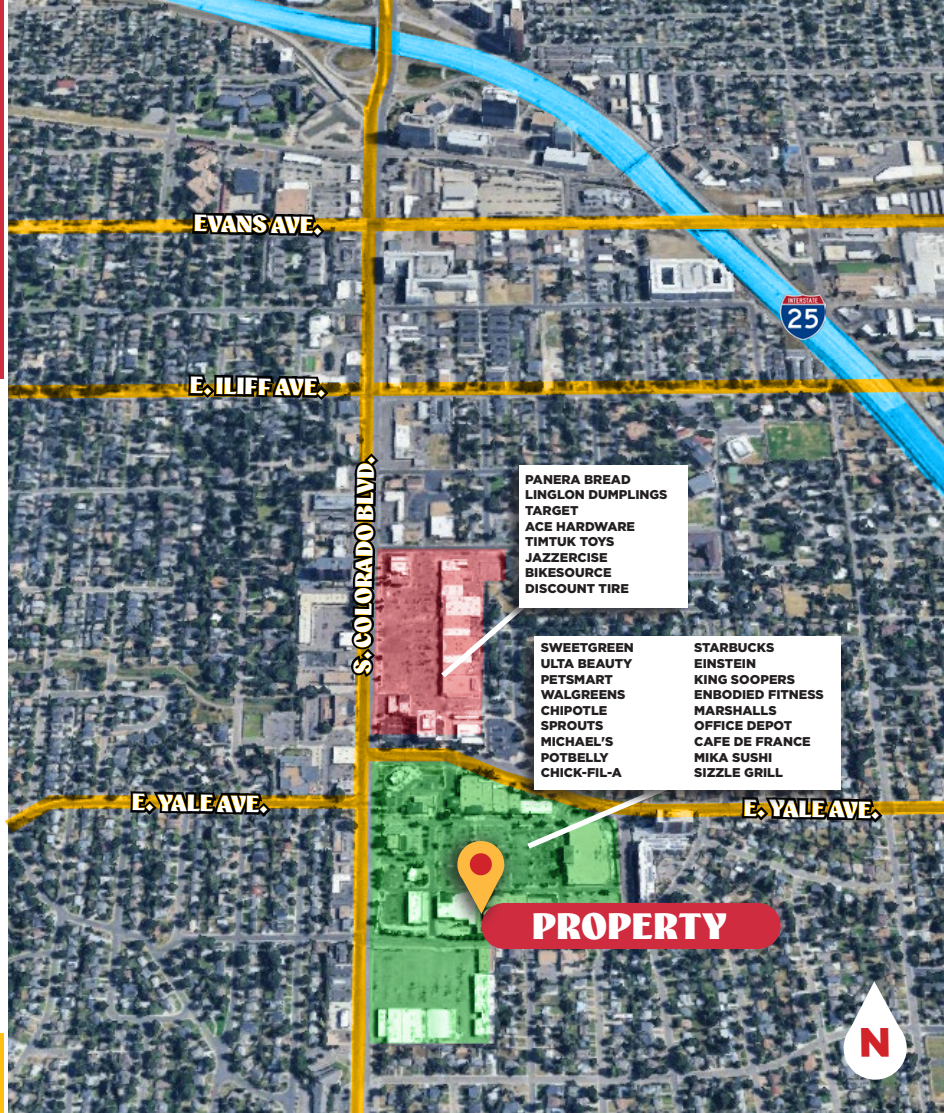 EVANS AVE.
INTERSTATE
25
E. ILIFF AVE.
S. COLORADO BLVD.
PANERA BREAD
LINGLON DUMPLINGS
TARGET
ACE HARDWARE
TIMTUK TOYS
JAZZERCISE
BIKESOURCE
DISCOUNT TIRE
SWEETGREEN
ULTA BEAUTY
PETSMART
WALGREENS
CHIPOTLE
SPROUTS
MICHAEL'S
POTBELLY
CHICK-FIL-A
STARBUCKS
EINSTEIN
KING SOOPERS
ENBODIED FITNESS
MARSHALLS
OFFICE DEPOT
CAFE DE FRANCE
MIKA SUSHI
SIZZLE GRILL
E. YALE AVE.
E. YALE AVE.
PROPERTY
N